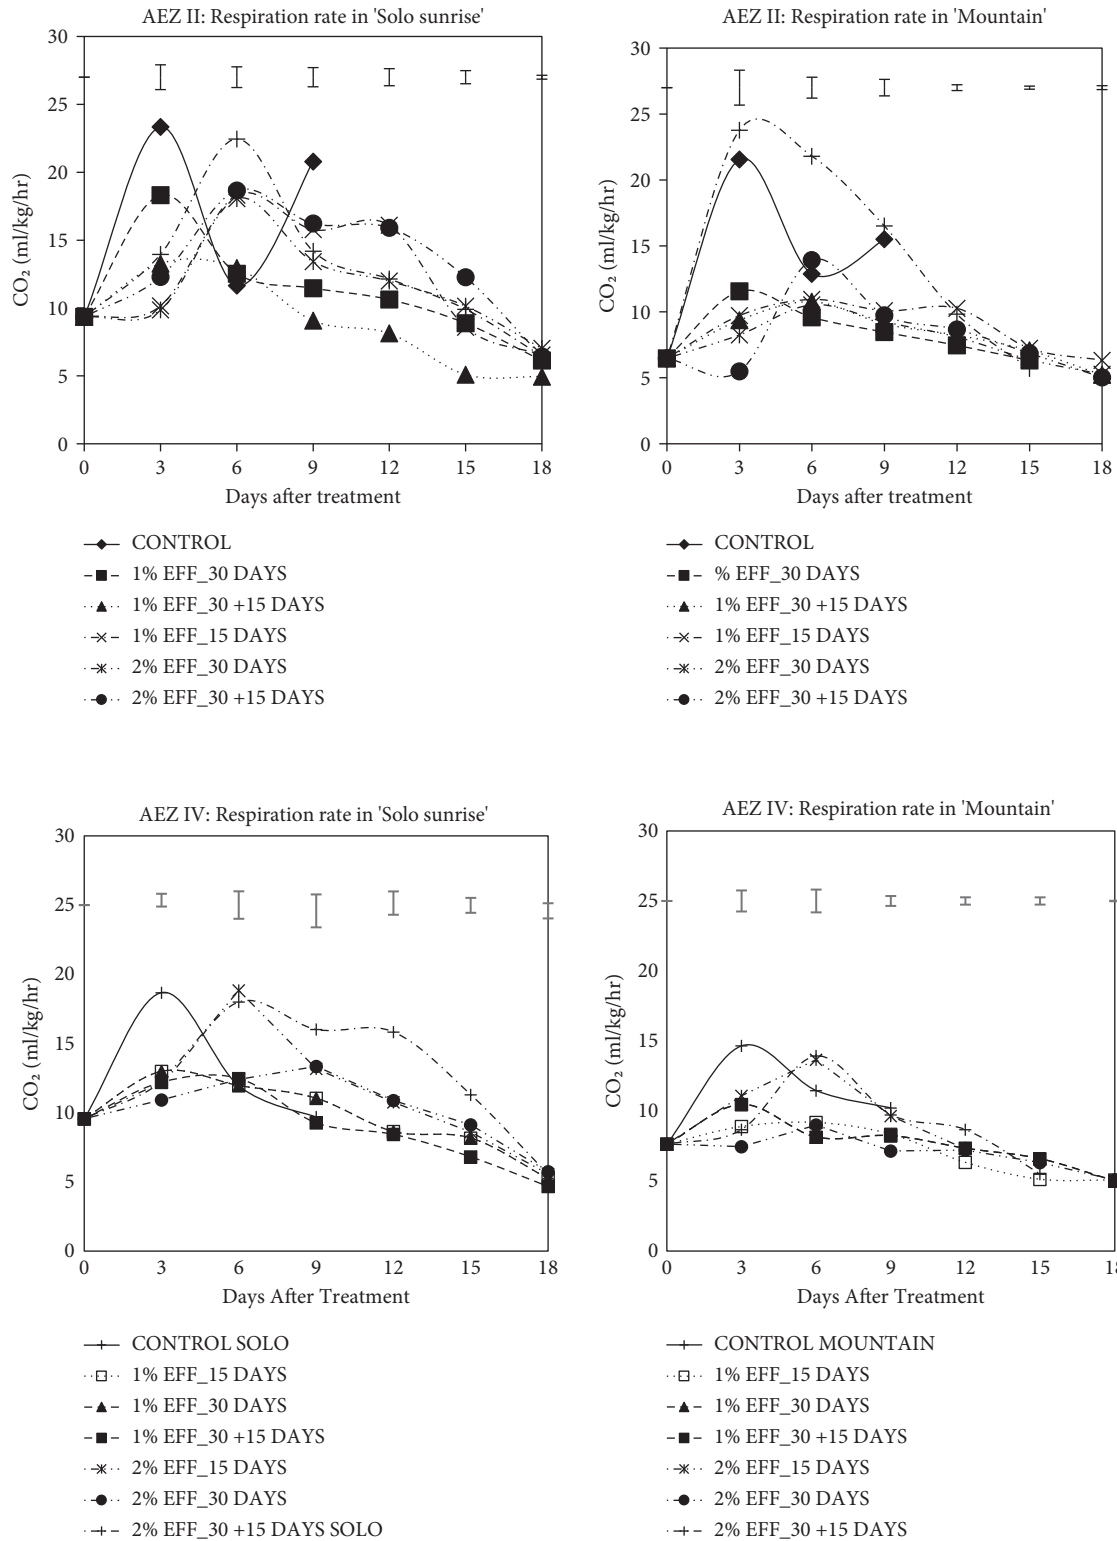 AEZ II: Respiration rate in 'Solo sunrise'
30
25
20
15
10
5
0
CO₂ (ml/kg/hr)
0 3 6 9 12 15 18
Days after treatment
CONTROL
1% EFF_30 DAYS
1% EFF_30 +15 DAYS
1% EFF_15 DAYS
2% EFF_30 DAYS
2% EFF_30 +15 DAYS
AEZ II: Respiration rate in 'Mountain'
30
25
20
15
10
5
0
CO₂ (ml/kg/hr)
0 3 6 9 12 15 18
Days after treatment
CONTROL
% EFF_30 DAYS
1% EFF_30 +15 DAYS
1% EFF_15 DAYS
2% EFF_30 DAYS
2% EFF_30 +15 DAYS
AEZ IV: Respiration rate in 'Solo sunrise'
30
25
20
15
10
5
0
CO₂ (ml/kg/hr)
0 3 6 9 12 15 18
Days After Treatment
CONTROL SOLO
1% EFF_15 DAYS
1% EFF_30 DAYS
1% EFF_30 +15 DAYS
2% EFF_15 DAYS
2% EFF_30 DAYS
2% EFF_30 +15 DAYS SOLO
AEZ IV: Respiration rate in 'Mountain'
30
25
20
15
10
5
0
CO₂ (ml/kg/hr)
0 3 6 9 12 15 18
Days After Treatment
CONTROL MOUNTAIN
1% EFF_15 DAYS
1% EFF_30 DAYS
1% EFF_30 +15 DAYS
2% EFF_15 DAYS
2% EFF_30 DAYS
2% EFF_30 +15 DAYS